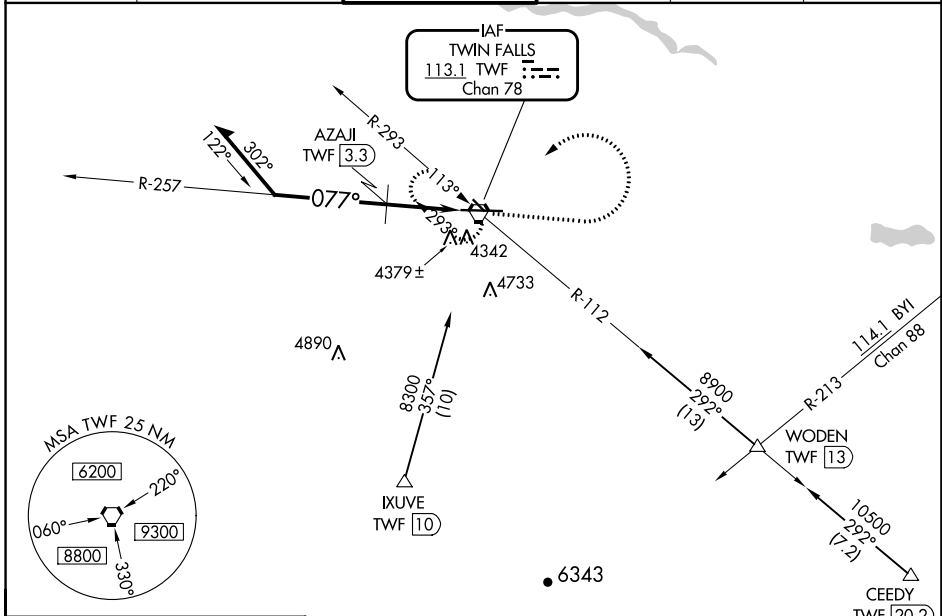 IAF
TWIN FALLS
113.1 TWF
Chan 78
R-293
AZAJI
TWF 3.3
302°
122°
R-257
077°
113°
293°
4342
4379±
4733
R-112
114.1 BYI
Chan 88
R-213
4890
8300
357°
(10)
8900
292°
(13)
WODEN
TWF 13
MSA TWF 25 NM
6200
220°
060°
9300
8800
330°
IXUVE
TWF 10
10500
292°
(7.2)
6343
CEEDY
TWF 20.2